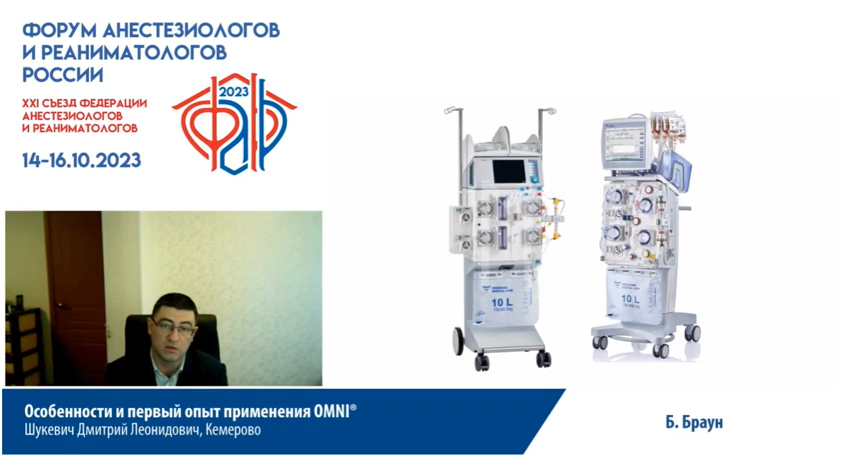 ФОРУМ АНЕСТЕЗИОЛОГОВ
И РЕАНИМАТОЛОГОВ
РОССИИ
XXI СЪЕЗД ФЕДЕРАЦИИ
АНЕСТЕЗИОЛОГОВ
И РЕАНИМАТОЛОГОВ
14-16.10.2023
2023
ФАР
10 L
10 L
Особенности и первый опыт применения OMNI®
Шукевич Дмитрий Леонидович, Кемерово
Б. Браун